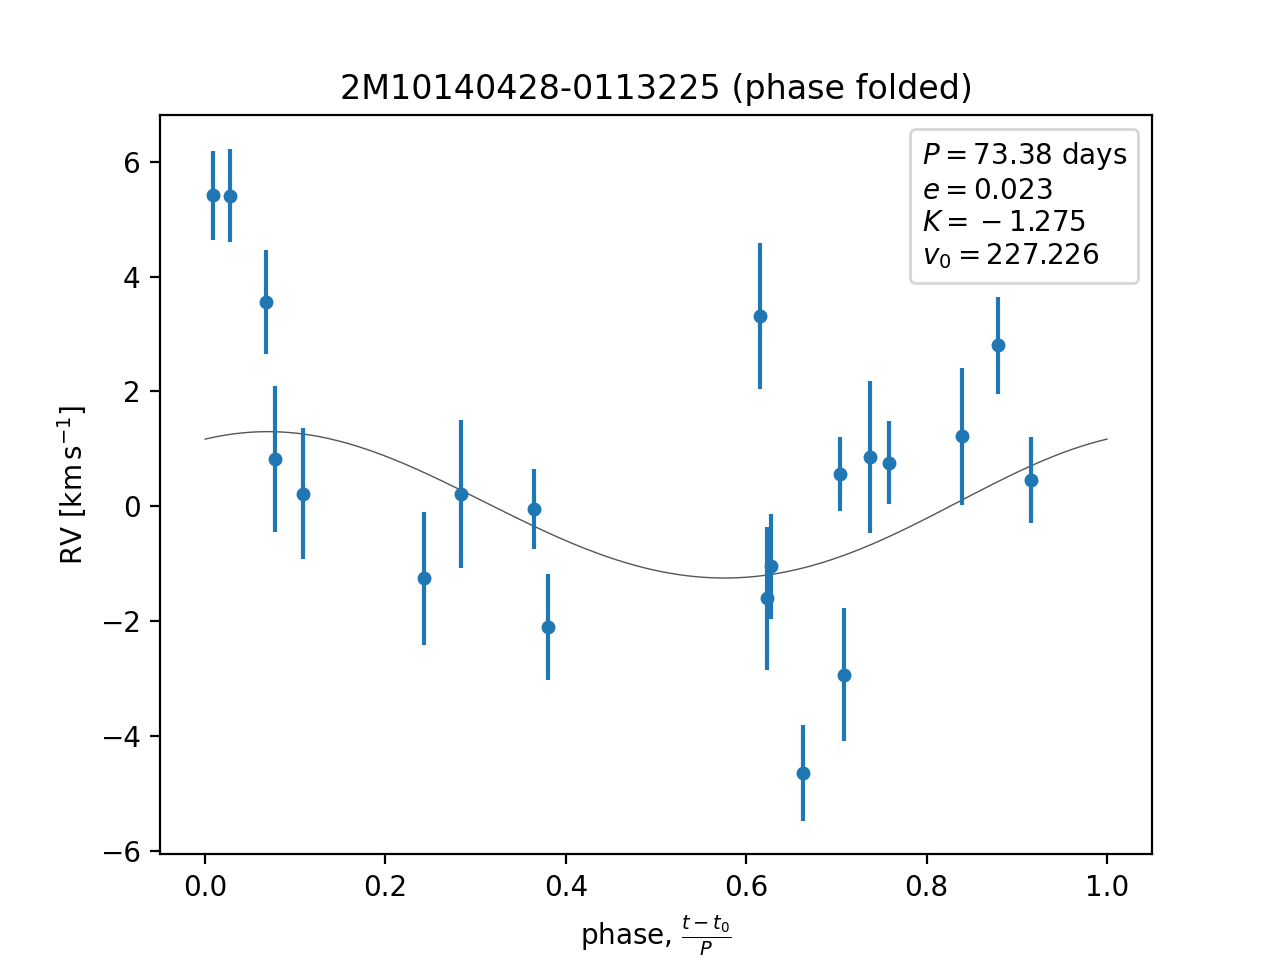 2M10140428-0113225 (phase folded)
P = 73.38 days
e = 0.023
K = −1.275
v₀ = 227.226
6
4
2
0
−2
−4
−6
RV [km s⁻¹]
0.0 0.2 0.4 0.6 0.8 1.0
phase, (t − t₀)/P